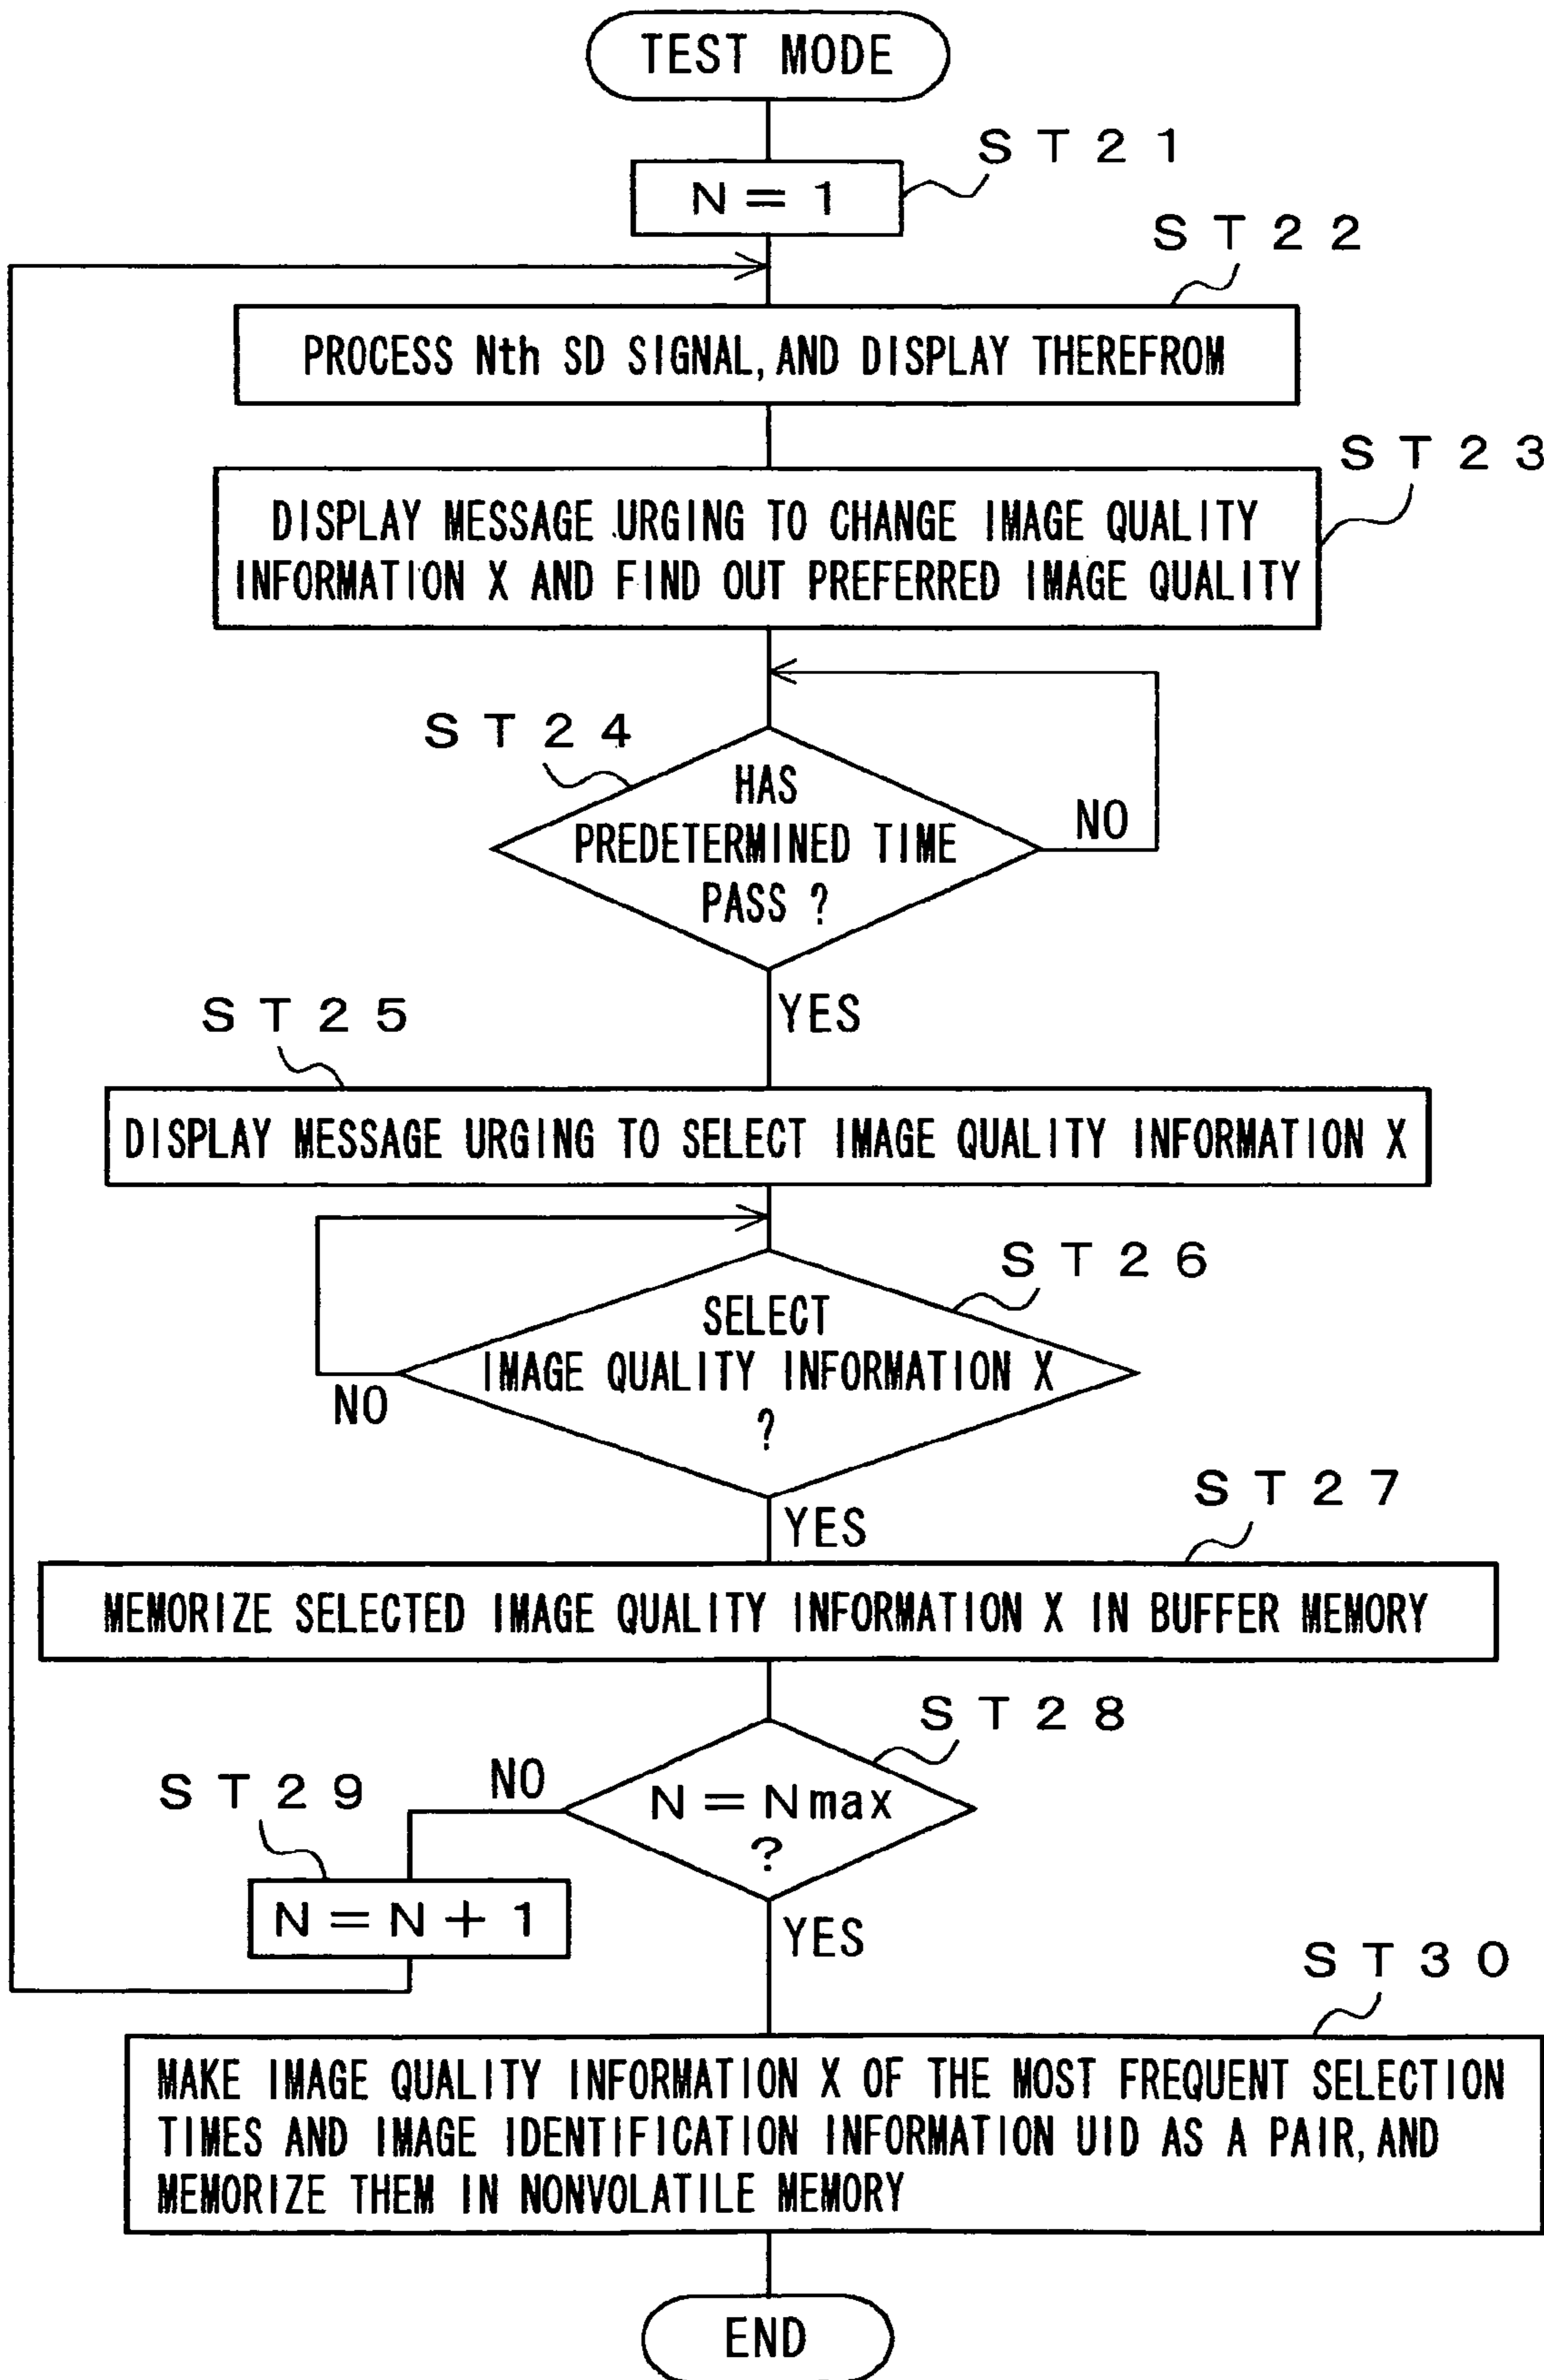 TEST MODE
ST21
N=1
ST22
PROCESS Nth SD SIGNAL, AND DISPLAY THEREFROM
ST23
DISPLAY MESSAGE URGING TO CHANGE IMAGE QUALITY
INFORMATION X AND FIND OUT PREFERRED IMAGE QUALITY
ST24
HAS
PREDETERMINED TIME
PASS ?
NO
YES
ST25
DISPLAY MESSAGE URGING TO SELECT IMAGE QUALITY INFORMATION X
ST26
SELECT
IMAGE QUALITY INFORMATION X
?
NO
YES
ST27
MEMORIZE SELECTED IMAGE QUALITY INFORMATION X IN BUFFER MEMORY
ST28
N=Nmax
?
NO
ST29
N=N+1
YES
ST30
MAKE IMAGE QUALITY INFORMATION X OF THE MOST FREQUENT SELECTION
TIMES AND IMAGE IDENTIFICATION INFORMATION UID AS A PAIR, AND
MEMORIZE THEM IN NONVOLATILE MEMORY
END